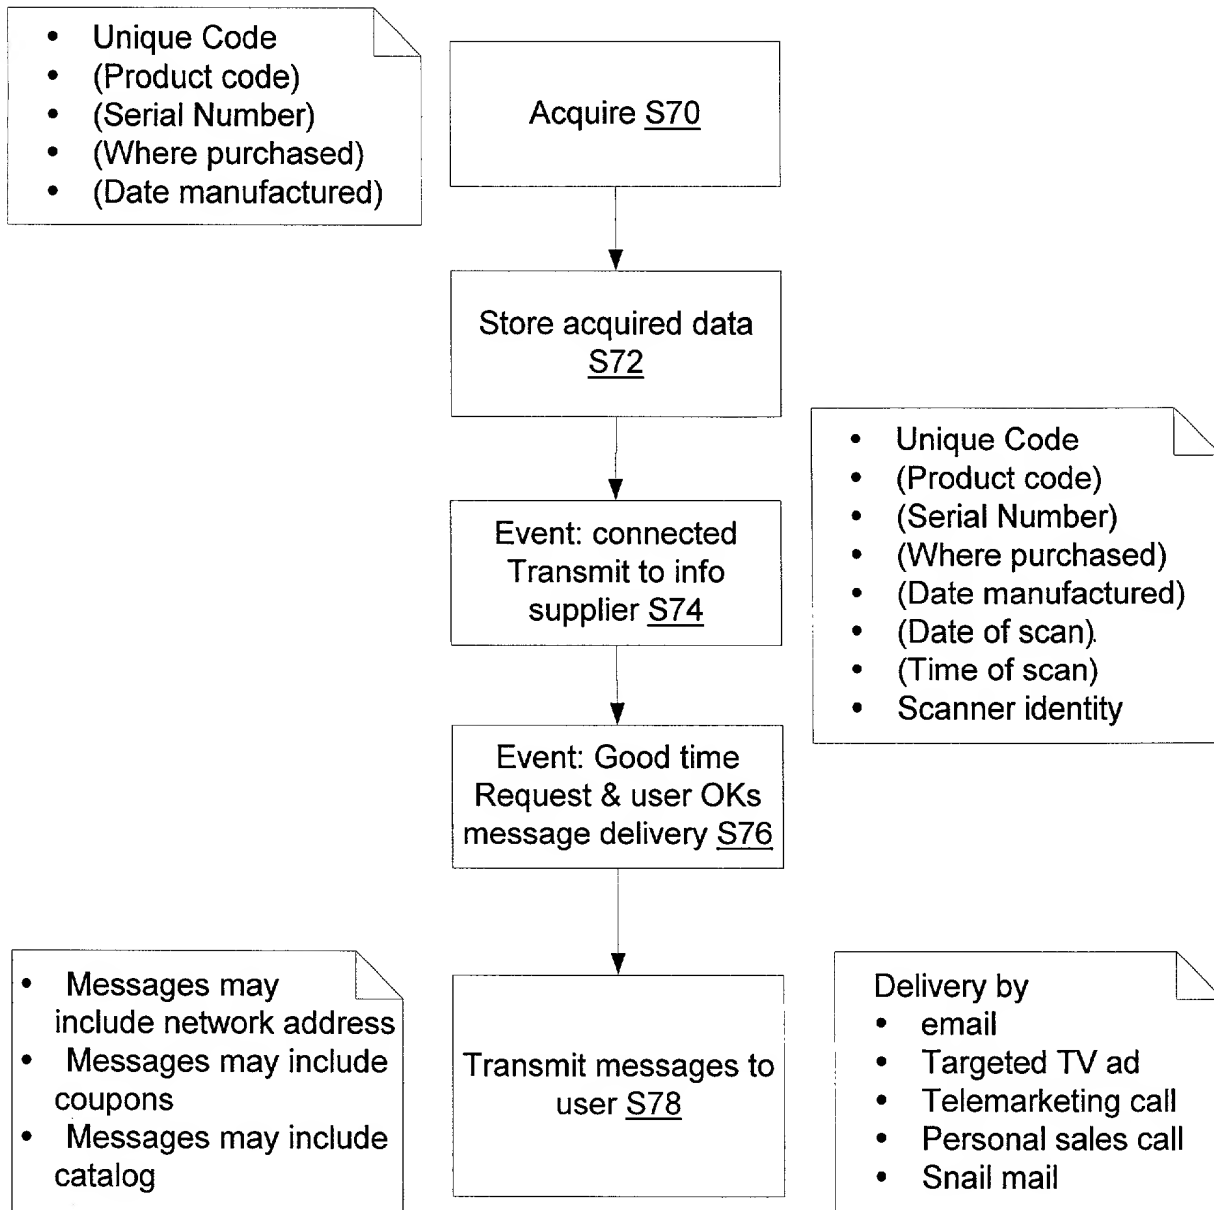 • Unique Code
• (Product code)
• (Serial Number)
• (Where purchased)
• (Date manufactured)
Acquire S70
Store acquired data
S72
Event: connected
Transmit to info
supplier S74
• Unique Code
• (Product code)
• (Serial Number)
• (Where purchased)
• (Date manufactured)
• (Date of scan)
• (Time of scan)
• Scanner identity
Event: Good time
Request & user OKs
message delivery S76
• Messages may
include network address
• Messages may include
coupons
• Messages may include
catalog
Transmit messages to
user S78
Delivery by
• email
• Targeted TV ad
• Telemarketing call
• Personal sales call
• Snail mail